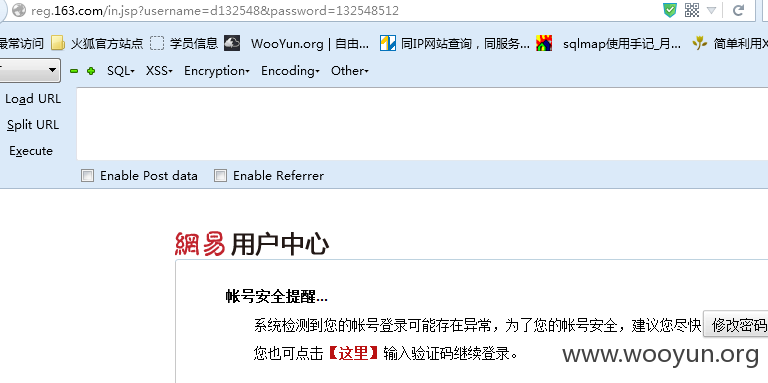 reg.163.com/in.jsp?username=d132548&password=132548512
最常访问 火狐官方站点 学员信息 WooYun.org | 自由... 同IP网站查询，同服务... sqlmap使用手记_月... 简单利用X
SQL XSS Encryption Encoding Other
Load URL
Split URL
Execute
Enable Post data Enable Referrer
網易 用户中心
帐号安全提醒...
系统检测到您的帐号登录可能存在异常，为了您的帐号安全，建议您尽快 修改密码
您也可点击【这里】输入验证码继续登录。
www.wooyun.org